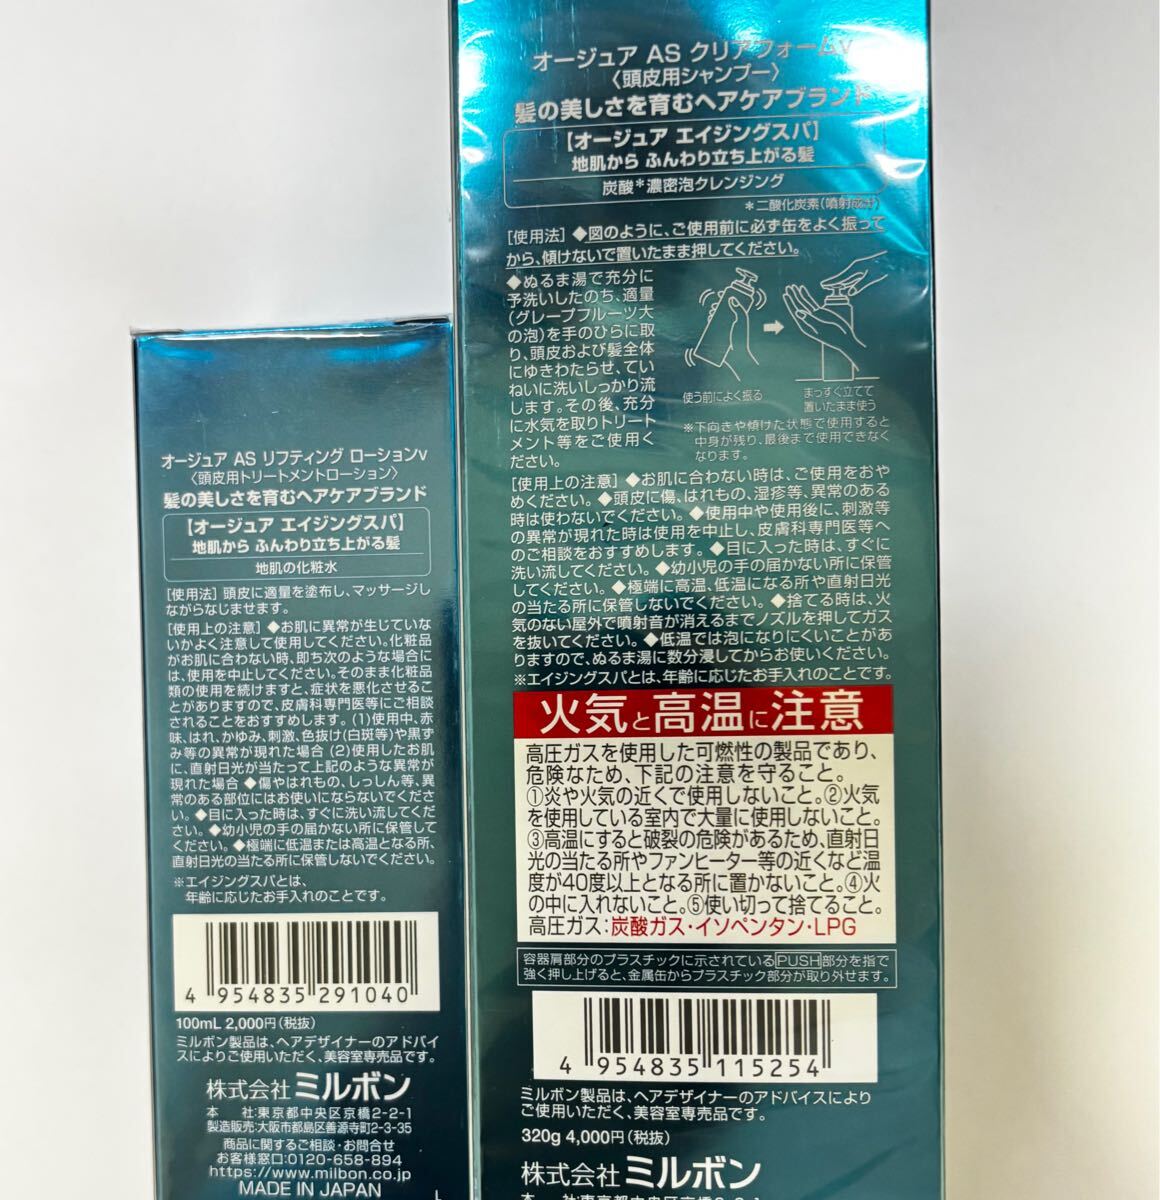 オージュア AS リフティング ローションv
〈頭皮用トリートメントローション〉
髪の美しさを育むヘアケアブランド
【オージュア エイジングスパ】
地肌から ふんわり立ち上がる髪
地肌の化粧水
[使用法] 頭皮に適量を塗布し、マッサージし
ながらなじませます。
[使用上の注意] ◆お肌に異常が生じていな
いかよく注意して使用してください。化粧品
がお肌に合わない時、即ち次のような場合に
は、使用を中止してください。そのまま化粧品
類の使用を続けますと、症状を悪化させるこ
とがありますので、皮膚科専門医等にご相談
されることをおすすめします。(1)使用中、赤
味、はれ、かゆみ、刺激、色抜け(白斑等)や黒ず
み等の異常が現れた場合 (2)使用したお肌
に、直射日光が当たって上記のような異常が
現れた場合 ◆傷やはれもの、しっしん等、異
常のある部位にはお使いにならないでくださ
い。◆目に入った時は、すぐに洗い流してくだ
さい。◆幼小児の手の届かない所に保管して
ください。◆極端に低温または高温となる所、
直射日光の当たる所に保管しないでください。
※エイジングスパとは、
年齢に応じたお手入れのことです。
4 954835 291040
100mL 2,000円(税抜)
ミルボン製品は、ヘアデザイナーのアドバイ
スによりご使用いただく、美容室専売品です。
株式会社 ミルボン
本 社:東京都中央区京橋2-2-1
製造販売:大阪市都島区善源寺町2-3-35
商品に関するご相談・お問合せ
お客様窓口:0120-658-894
https://www.milbon.co.jp
MADE IN JAPAN
オージュア AS クリアフォームv
〈頭皮用シャンプー〉
髪の美しさを育むヘアケアブランド
【オージュア エイジングスパ】
地肌から ふんわり立ち上がる髪
炭酸*濃密泡クレンジング
*二酸化炭素(噴射成分)
[使用法] ◆図のように、ご使用前に必ず缶をよく振って
から、傾けないで置いたまま押してください。
◆ぬるま湯で充分に
予洗いしたのち、適量
(グレープフルーツ大
の泡)を手のひらに取
り、頭皮および髪全体
にゆきわたらせ、てい
ねいに洗いしっかり流
します。その後、充分
に水気を取りトリート
メント等をご使用く
ださい。
使う前によく振る
まっすぐ立てて
置いたまま使う
※下向きや傾けた状態で使用すると
中身が残り、最後まで使用できなく
なります。
[使用上の注意] ◆お肌に合わない時は、ご使用をおや
めください。◆頭皮に傷、はれもの、湿疹等、異常のある
時は使わないでください。◆使用中や使用後に、刺激等
の異常が現れた時は使用を中止し、皮膚科専門医等へ
のご相談をおすすめします。◆目に入った時は、すぐに
洗い流してください。◆幼小児の手の届かない所に保管
してください。◆極端に高温、低温になる所や直射日光
の当たる所に保管しないでください。◆捨てる時は、火
気のない屋外で噴射音が消えるまでノズルを押してガス
を抜いてください。◆低温では泡になりにくいことがあ
りますので、ぬるま湯に数分浸してからお使いください。
※エイジングスパとは、年齢に応じたお手入れのことです。
火気と高温に注意
高圧ガスを使用した可燃性の製品であり、
危険なため、下記の注意を守ること。
①炎や火気の近くで使用しないこと。②火気
を使用している室内で大量に使用しないこと。
③高温にすると破裂の危険があるため、直射日
光の当たる所やファンヒーター等の近くなど温
度が40度以上となる所に置かないこと。④火
の中に入れないこと。⑤使い切って捨てること。
高圧ガス：炭酸ガス・イソペンタン・LPG
容器肩部分のプラスチックに示されているPUSH部分を指で
強く押し上げると、金属缶からプラスチック部分が取り外せます。
4 954835 115254
ミルボン製品は、ヘアデザイナーのアドバイスにより
ご使用いただく、美容室専売品です。
320g 4,000円(税抜)
株式会社 ミルボン
本 社:東京都中央区京橋2-2-1